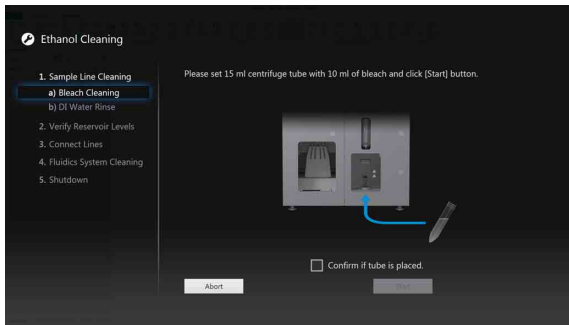 Ethanol Cleaning
1. Sample Line Cleaning
a) Bleach Cleaning
b) DI Water Rinse
2. Verify Reservoir Levels
3. Connect Lines
4. Fluidics System Cleaning
5. Shutdown
Please set 15 ml centrifuge tube with 10 ml of bleach and click [Start] button.
Confirm if tube is placed.
Abort
Start